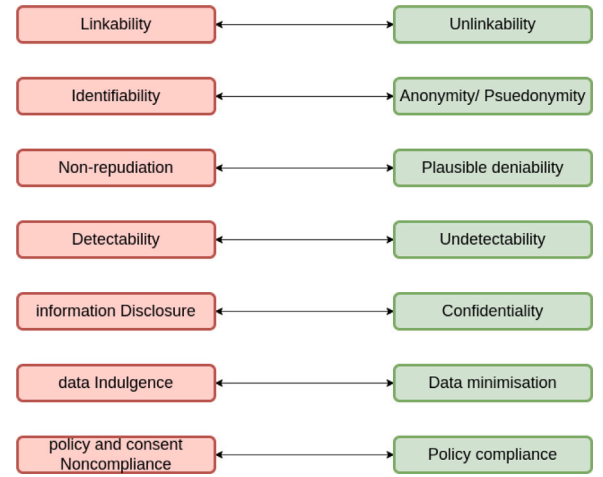 Linkability
Unlinkability
Identifiability
Anonymity/ Psuedonymity
Non-repudiation
Plausible deniability
Detectability
Undetectability
information Disclosure
Confidentiality
data Indulgence
Data minimisation
policy and consent
Noncompliance
Policy compliance